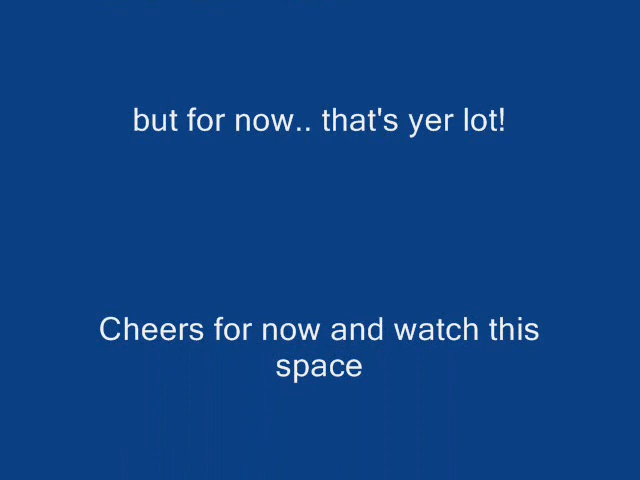 but for now.. that's yer lot!
Cheers for now and watch this
space